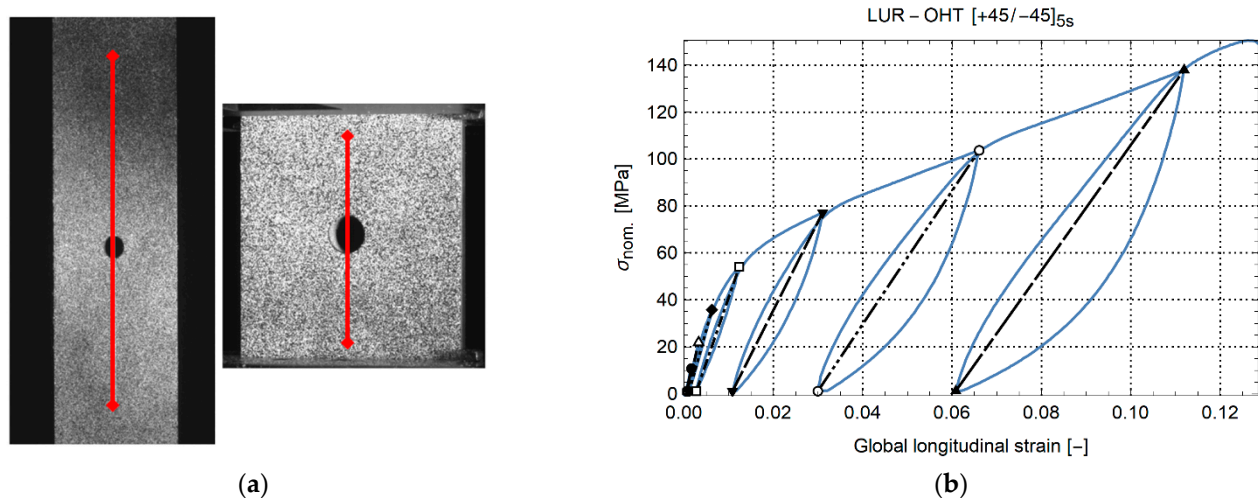 LUR – OHT [+45/−45]5s
140
120
100
80
60
40
20
0
σnom. [MPa]
0.00 0.02 0.04 0.06 0.08 0.10 0.12
Global longitudinal strain [−]
(a) (b)